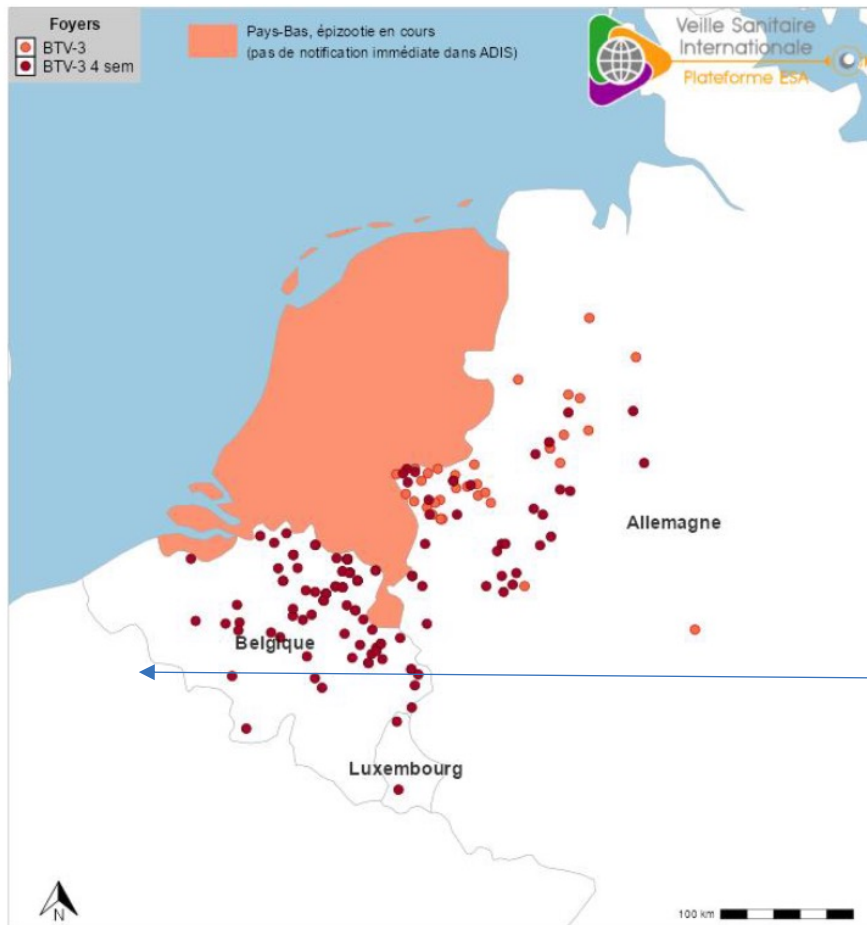 Foyers
BTV-3
BTV-3 4 sem
Pays-Bas, épizootie en cours
(pas de notification immédiate dans ADIS)
Veille Sanitaire
Internationale
Plateforme ESA
Allemagne
Belgique
Luxembourg
N
100 km